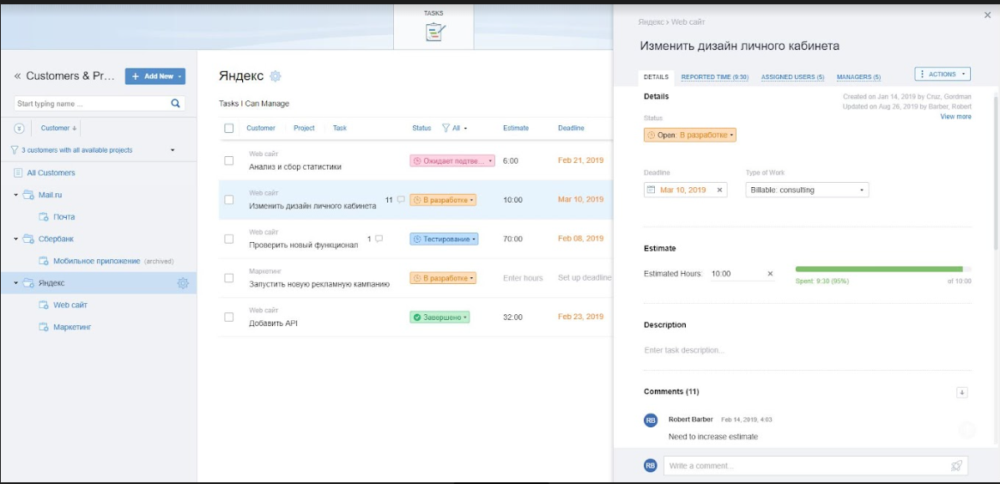 TASKS
« Customers & Pr...
+ Add New
Start typing name ...
Customer ↓
3 customers with all available projects
All Customers
Mail.ru
Почта
Сбербанк
Мобильное приложение (archived)
Яндекс
Web сайт
Маркетинг
Яндекс
Tasks I Can Manage
Customer Project Task Status All Estimate Deadline
Web сайт
Анализ и сбор статистики Ожидает подтве... 6:00 Feb 21, 2019
Web сайт
Изменить дизайн личного кабинета 11 В разработке 10:00 Mar 10, 2019
Web сайт
Проверить новый функционал 1 Тестирование 70:00 Feb 08, 2019
Маркетинг
Запустить новую рекламную кампанию В разработке Enter hours Set up deadline
Web сайт
Добавить API Завершено 32:00 Feb 23, 2019
Яндекс > Web сайт
Изменить дизайн личного кабинета
DETAILS REPORTED TIME (9:30) ASSIGNED USERS (5) MANAGERS (5) ACTIONS
Details
Created on Jan 14, 2019 by Cruz, Gordman
Updated on Aug 26, 2019 by Barber, Robert
View more
Status
Open: В разработке
Deadline Type of Work
Mar 10, 2019 × Billable: consulting
Estimate
Estimated Hours: 10:00 ×
Spent: 9:30 (95%) of 10:00
Description
Enter task description...
Comments (11)
RB Robert Barber Feb 14, 2019, 4:03
Need to increase estimate
RB Write a comment...